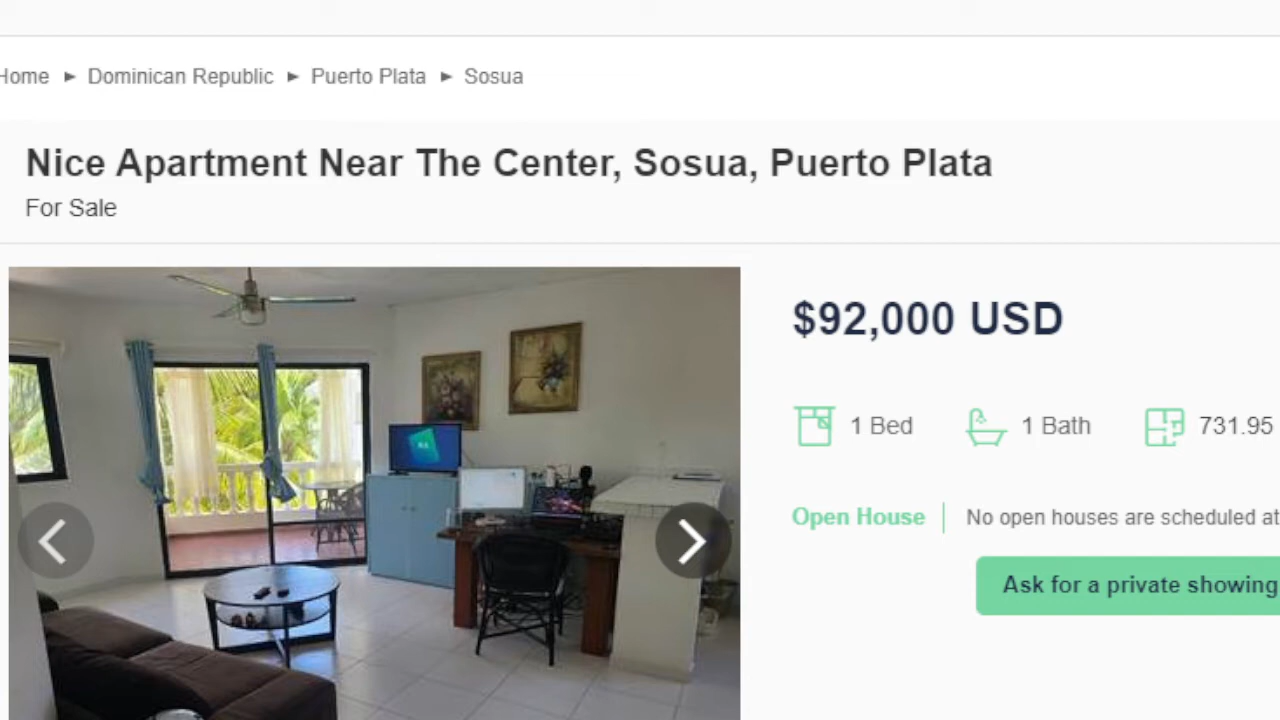 Home ► Dominican Republic ► Puerto Plata ► Sosua
Nice Apartment Near The Center, Sosua, Puerto Plata
For Sale
$92,000 USD
1 Bed 1 Bath 731.95
Open House No open houses are scheduled at
Ask for a private showing